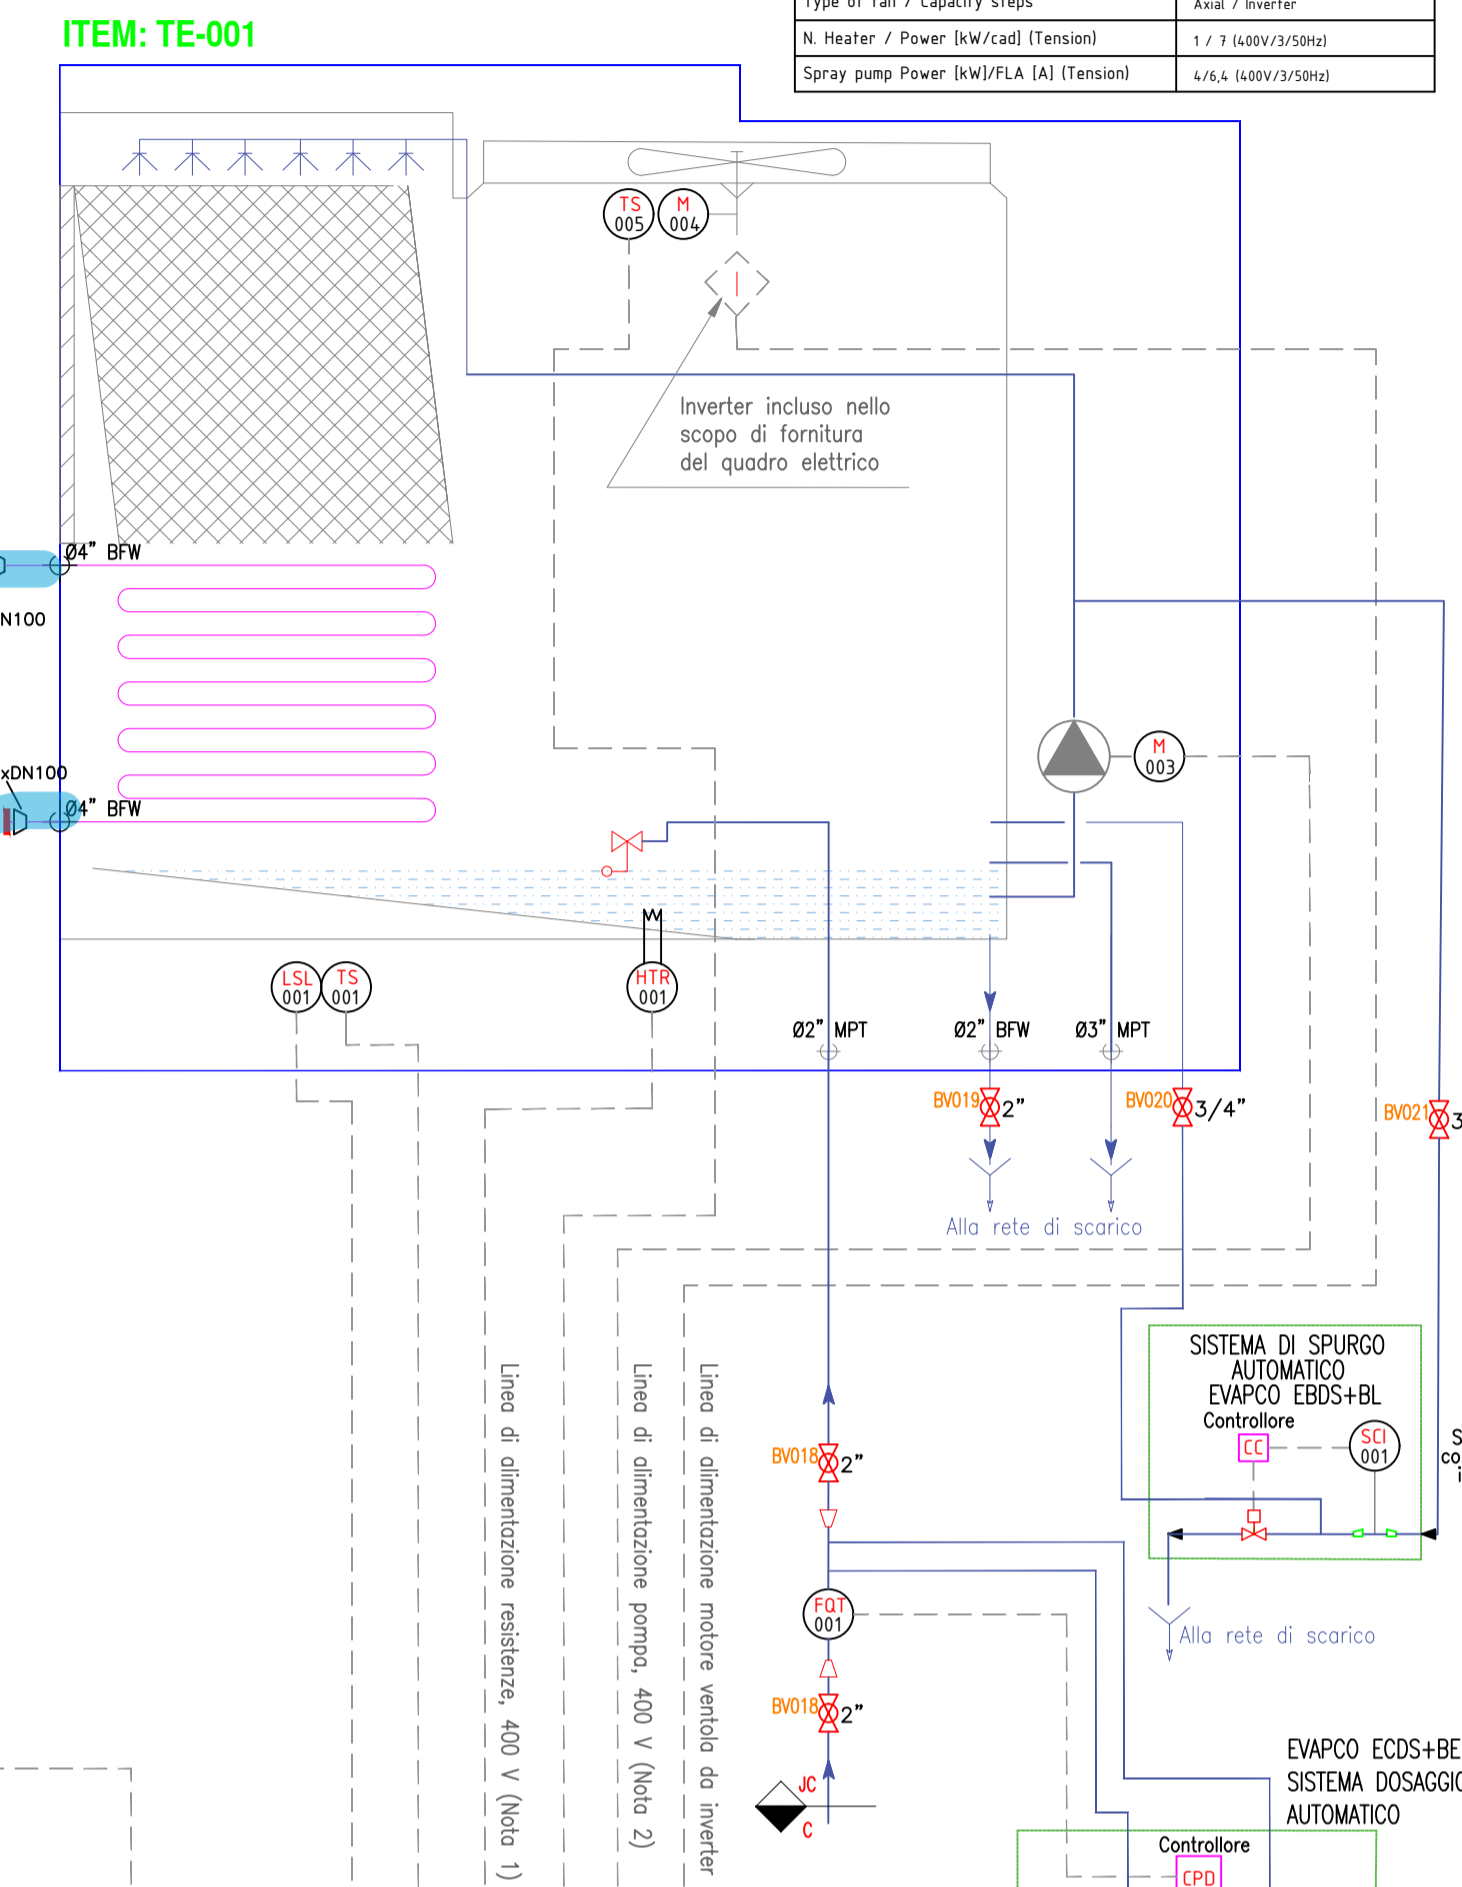 ITEM: TE-001
Type of fan / Capacity steps
Axial / Inverter
N. Heater / Power [kW/cad] (Tension)
1 / 7 (400V/3/50Hz)
Spray pump Power [kW]/FLA [A] (Tension)
4/6,4 (400V/3/50Hz)
TS
005
M
004
Inverter incluso nello
scopo di fornitura
del quadro elettrico
Ø4” BFW
N100
M
003
xDN100
Ø4” BFW
LSL
001
TS
001
HTR
001
Ø2” MPT
Ø2” BFW
Ø3” MPT
BV019
2”
BV020
3/4”
BV021
3
Alla rete di scarico
SISTEMA DI SPURGO
AUTOMATICO
EVAPCO EBDS+BL
Controllore
CC
SCI
001
S
co
i
Linea di alimentazione resistenze, 400 V (Nota 1)
Linea di alimentazione pompa, 400 V (Nota 2)
Linea di alimentazione motore ventola da inverter
BV018
2”
FQT
001
Alla rete di scarico
BV018
2”
JC
C
EVAPCO ECDS+BE
SISTEMA DOSAGGIO
AUTOMATICO
Controllore
CPD